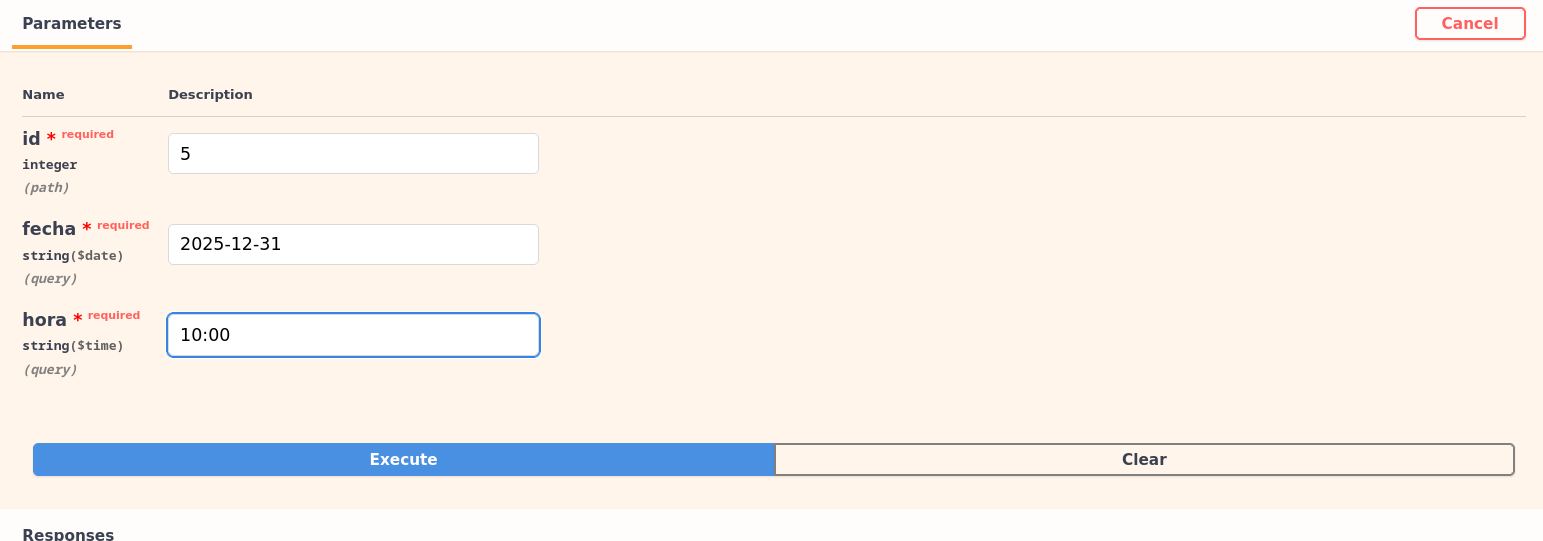 Parameters
Cancel
Name Description
id * required
integer
(path)
5
fecha * required
string($date)
(query)
2025-12-31
hora * required
string($time)
(query)
10:00
Execute Clear
Responses